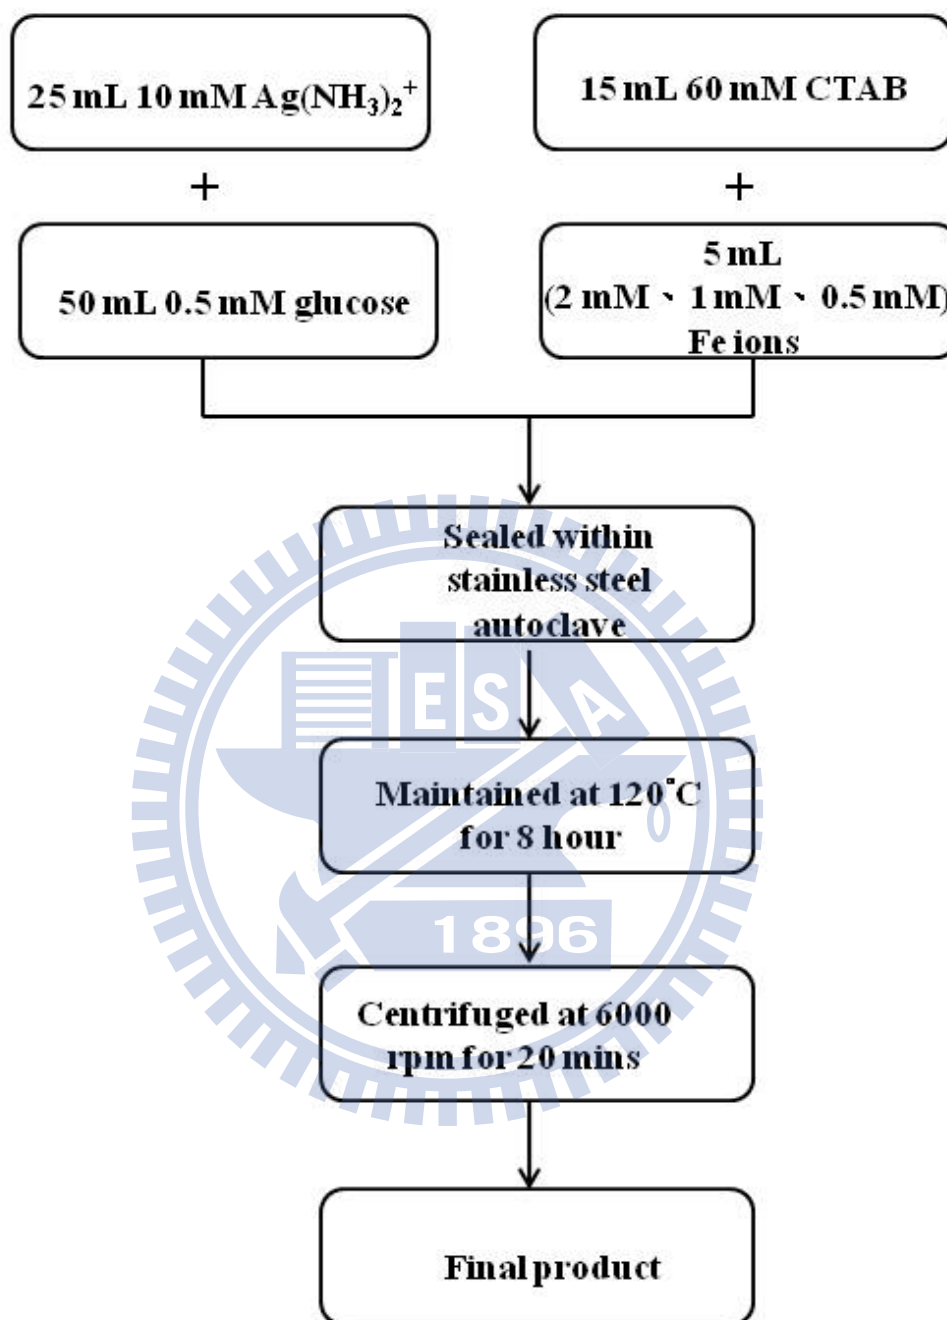 25 mL 10 mM Ag(NH₃)₂⁺
15 mL 60 mM CTAB
+
+
50 mL 0.5 mM glucose
5 mL
(2 mM、1 mM、0.5 mM)
Fe ions
Sealed within
stainless steel
autoclave
ESA
Maintained at 120°C
for 8 hour
1896
Centrifuged at 6000
rpm for 20 mins
Final product